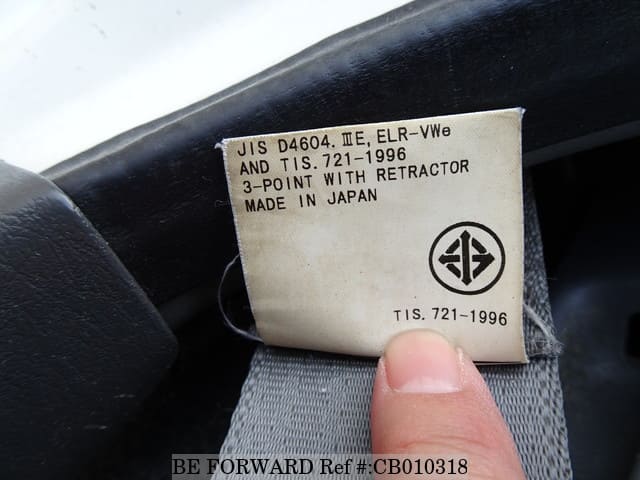 JIS D4604. ⅢE, ELR-VWe
AND TIS. 721-1996
3-POINT WITH RETRACTOR
MADE IN JAPAN
TIS. 721-1996
BE FORWARD Ref #:CB010318